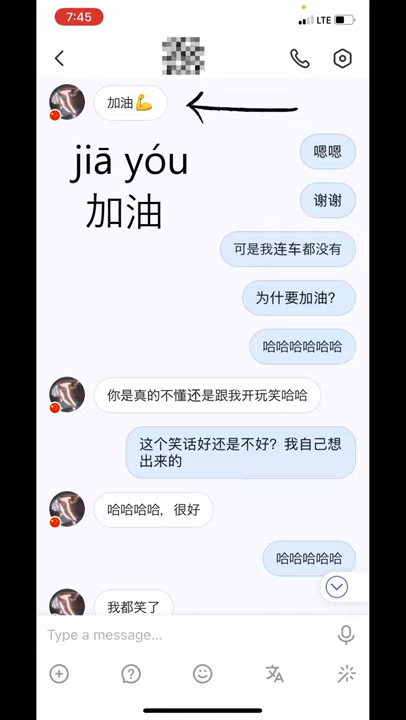 7:45
LTE
加油💪
jiā yóu
加油
嗯嗯
谢谢
可是我连车都没有
为什要加油？
哈哈哈哈哈哈
你是真的不懂还是跟我开玩笑哈哈
这个笑话好还是不好？我自己想
出来的
哈哈哈哈，很好
哈哈哈哈哈
我都笑了
Type a message...